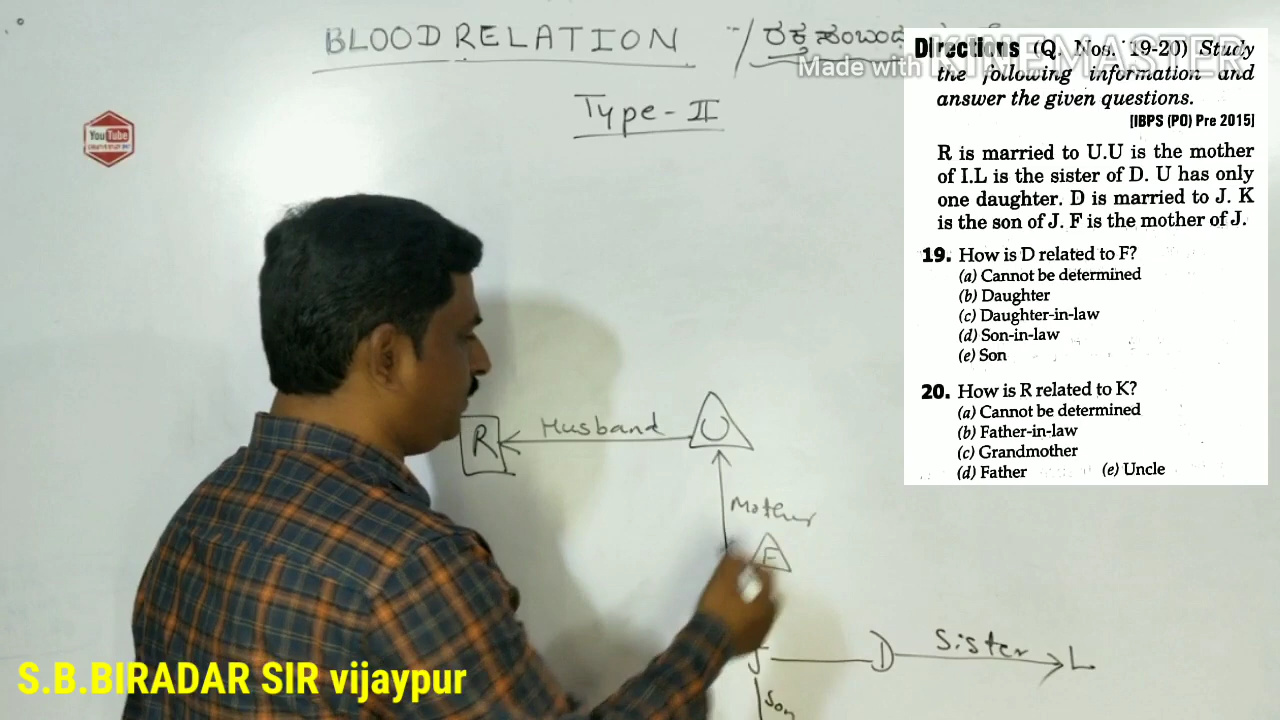 BLOOD RELATION -/ ರಕ್ತ ಸಂಬಂಧ
Made with KINEMASTER
Type-II
YouTube
Directions (Q. Nos. 19-20) Study
the following information and
answer the given questions.
[IBPS (PO) Pre 2015]
R is married to U.U is the mother
of I.L is the sister of D. U has only
one daughter. D is married to J. K
is the son of J. F is the mother of J.
19. How is D related to F?
(a) Cannot be determined
(b) Daughter
(c) Daughter-in-law
(d) Son-in-law
(e) Son
20. How is R related to K?
(a) Cannot be determined
(b) Father-in-law
(c) Grandmother
(d) Father (e) Uncle
R Husband U
Mother
F
J D Sister L
Son
S.B.BIRADAR SIR vijaypur